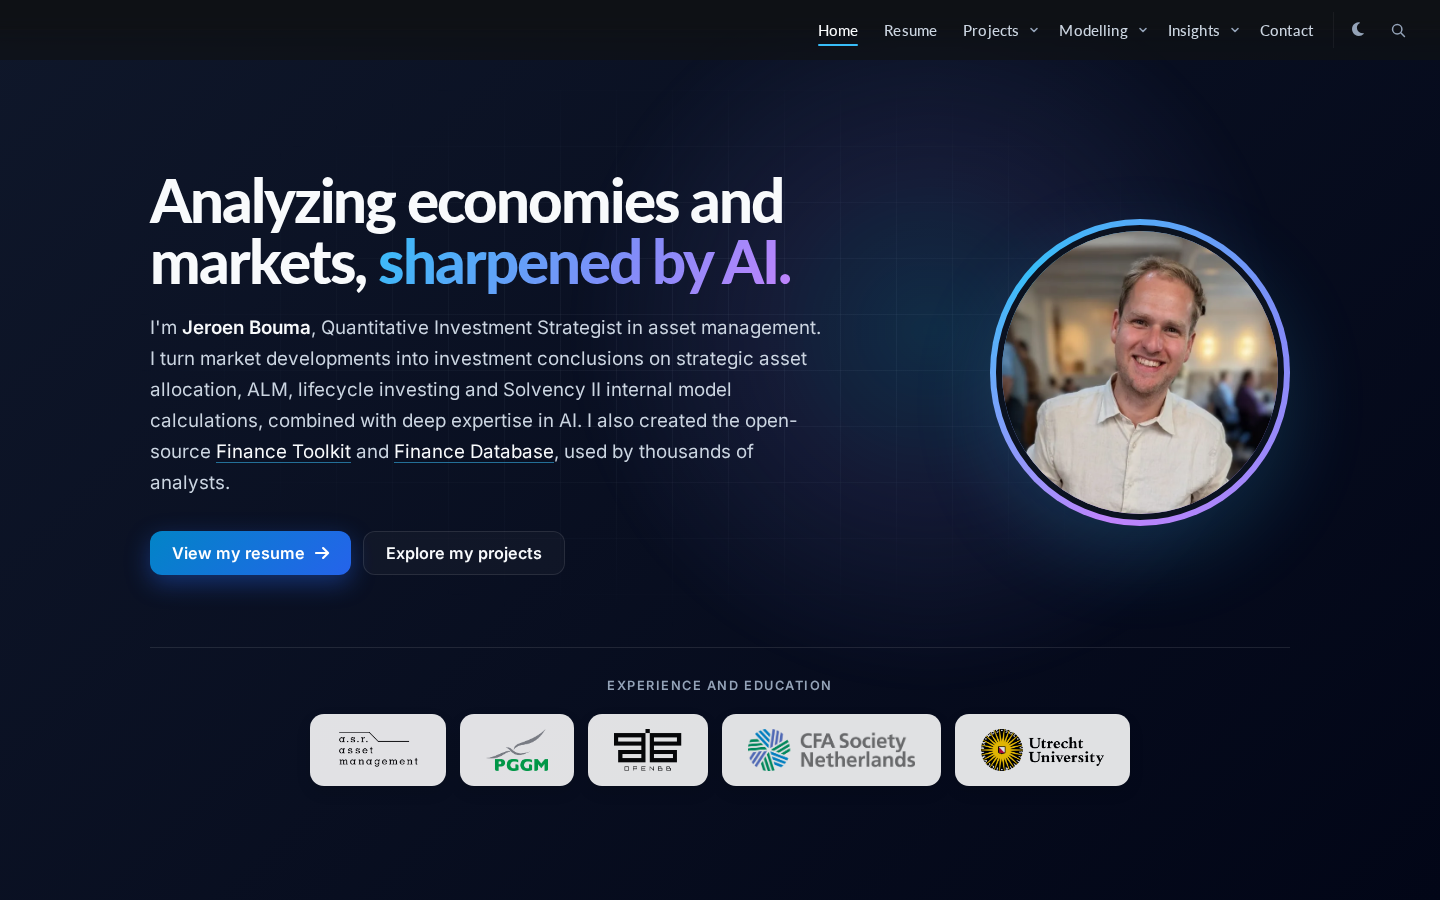 Home
Resume
Projects
Modelling
Insights
Contact
Analyzing economies and
markets, sharpened by AI.
I'm Jeroen Bouma, Quantitative Investment Strategist in asset management.
I turn market developments into investment conclusions on strategic asset
allocation, ALM, lifecycle investing and Solvency II internal model
calculations, combined with deep expertise in AI. I also created the open-
source Finance Toolkit and Finance Database, used by thousands of
analysts.
View my resume
Explore my projects
EXPERIENCE AND EDUCATION
a.s.r.
asset
management
PGGM
OPENBB
CFA Society
Netherlands
Utrecht
University